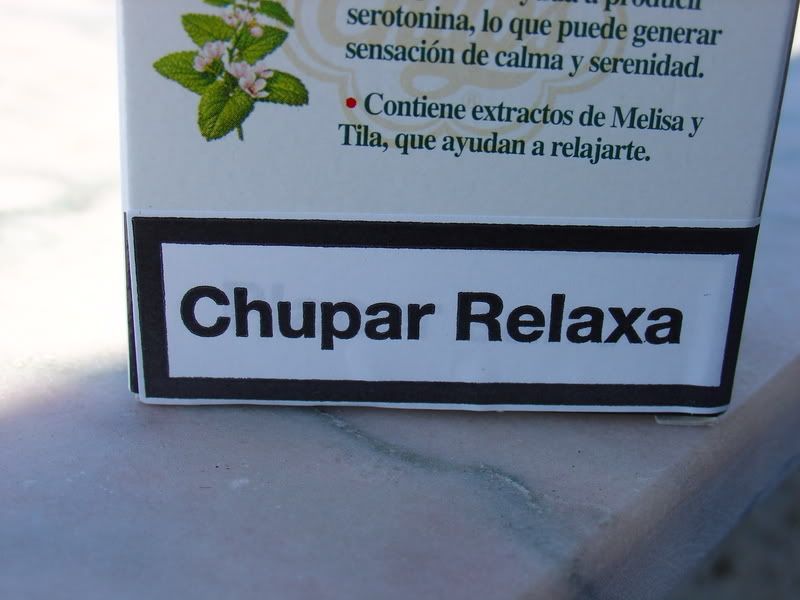 serotonina, lo que puede generar
sensación de calma y serenidad.
• Contiene extractos de Melisa y
Tila, que ayudan a relajarte.
Chupar Relaxa